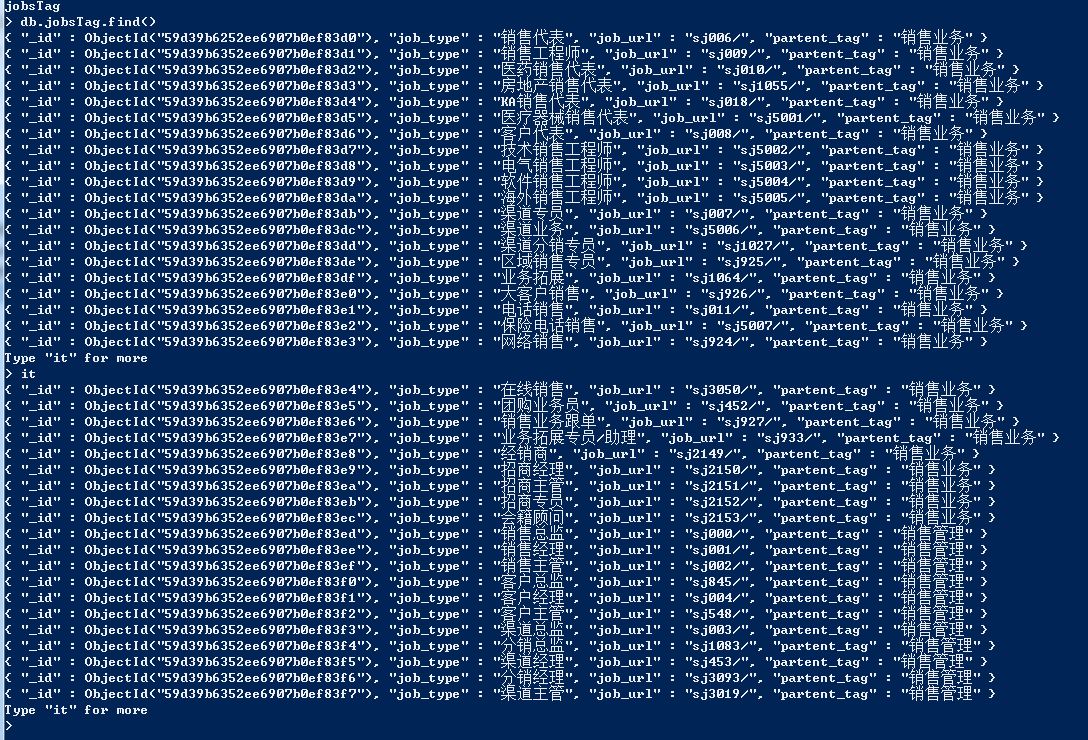 jobsTag
> db.jobsTag.find()
{ "_id" : ObjectId("59d39b6252ee6907b0ef83d0"), "job_type" : "销售代表", "job_url" : "sj006/", "partent_tag" : "销售业务" }
{ "_id" : ObjectId("59d39b6352ee6907b0ef83d1"), "job_type" : "销售工程师", "job_url" : "sj009/", "partent_tag" : "销售业务" }
{ "_id" : ObjectId("59d39b6352ee6907b0ef83d2"), "job_type" : "医药销售代表", "job_url" : "sj010/", "partent_tag" : "销售业务" }
{ "_id" : ObjectId("59d39b6352ee6907b0ef83d3"), "job_type" : "房地产销售代表", "job_url" : "sj1055/", "partent_tag" : "销售业务" }
{ "_id" : ObjectId("59d39b6352ee6907b0ef83d4"), "job_type" : "KA销售代表", "job_url" : "sj018/", "partent_tag" : "销售业务" }
{ "_id" : ObjectId("59d39b6352ee6907b0ef83d5"), "job_type" : "医疗器械销售代表", "job_url" : "sj5001/", "partent_tag" : "销售业务" }
{ "_id" : ObjectId("59d39b6352ee6907b0ef83d6"), "job_type" : "客户代表", "job_url" : "sj008/", "partent_tag" : "销售业务" }
{ "_id" : ObjectId("59d39b6352ee6907b0ef83d7"), "job_type" : "技术销售工程师", "job_url" : "sj5002/", "partent_tag" : "销售业务" }
{ "_id" : ObjectId("59d39b6352ee6907b0ef83d8"), "job_type" : "电气销售工程师", "job_url" : "sj5003/", "partent_tag" : "销售业务" }
{ "_id" : ObjectId("59d39b6352ee6907b0ef83d9"), "job_type" : "软件销售工程师", "job_url" : "sj5004/", "partent_tag" : "销售业务" }
{ "_id" : ObjectId("59d39b6352ee6907b0ef83da"), "job_type" : "海外销售工程师", "job_url" : "sj5005/", "partent_tag" : "销售业务" }
{ "_id" : ObjectId("59d39b6352ee6907b0ef83db"), "job_type" : "渠道专员", "job_url" : "sj007/", "partent_tag" : "销售业务" }
{ "_id" : ObjectId("59d39b6352ee6907b0ef83dc"), "job_type" : "渠道业务", "job_url" : "sj5006/", "partent_tag" : "销售业务" }
{ "_id" : ObjectId("59d39b6352ee6907b0ef83dd"), "job_type" : "渠道分销专员", "job_url" : "sj1027/", "partent_tag" : "销售业务" }
{ "_id" : ObjectId("59d39b6352ee6907b0ef83de"), "job_type" : "区域销售专员", "job_url" : "sj925/", "partent_tag" : "销售业务" }
{ "_id" : ObjectId("59d39b6352ee6907b0ef83df"), "job_type" : "业务拓展", "job_url" : "sj1064/", "partent_tag" : "销售业务" }
{ "_id" : ObjectId("59d39b6352ee6907b0ef83e0"), "job_type" : "大客户销售", "job_url" : "sj926/", "partent_tag" : "销售业务" }
{ "_id" : ObjectId("59d39b6352ee6907b0ef83e1"), "job_type" : "电话销售", "job_url" : "sj011/", "partent_tag" : "销售业务" }
{ "_id" : ObjectId("59d39b6352ee6907b0ef83e2"), "job_type" : "保险电话销售", "job_url" : "sj5007/", "partent_tag" : "销售业务" }
{ "_id" : ObjectId("59d39b6352ee6907b0ef83e3"), "job_type" : "网络销售", "job_url" : "sj924/", "partent_tag" : "销售业务" }
Type "it" for more
> it
{ "_id" : ObjectId("59d39b6352ee6907b0ef83e4"), "job_type" : "在线销售", "job_url" : "sj3050/", "partent_tag" : "销售业务" }
{ "_id" : ObjectId("59d39b6352ee6907b0ef83e5"), "job_type" : "团购业务员", "job_url" : "sj452/", "partent_tag" : "销售业务" }
{ "_id" : ObjectId("59d39b6352ee6907b0ef83e6"), "job_type" : "销售业务跟单", "job_url" : "sj927/", "partent_tag" : "销售业务" }
{ "_id" : ObjectId("59d39b6352ee6907b0ef83e7"), "job_type" : "业务拓展专员/助理", "job_url" : "sj933/", "partent_tag" : "销售业务" }
{ "_id" : ObjectId("59d39b6352ee6907b0ef83e8"), "job_type" : "经销商", "job_url" : "sj2149/", "partent_tag" : "销售业务" }
{ "_id" : ObjectId("59d39b6352ee6907b0ef83e9"), "job_type" : "招商经理", "job_url" : "sj2150/", "partent_tag" : "销售业务" }
{ "_id" : ObjectId("59d39b6352ee6907b0ef83ea"), "job_type" : "招商主管", "job_url" : "sj2151/", "partent_tag" : "销售业务" }
{ "_id" : ObjectId("59d39b6352ee6907b0ef83eb"), "job_type" : "招商专员", "job_url" : "sj2152/", "partent_tag" : "销售业务" }
{ "_id" : ObjectId("59d39b6352ee6907b0ef83ec"), "job_type" : "会籍顾问", "job_url" : "sj2153/", "partent_tag" : "销售业务" }
{ "_id" : ObjectId("59d39b6352ee6907b0ef83ed"), "job_type" : "销售总监", "job_url" : "sj000/", "partent_tag" : "销售管理" }
{ "_id" : ObjectId("59d39b6352ee6907b0ef83ee"), "job_type" : "销售经理", "job_url" : "sj001/", "partent_tag" : "销售管理" }
{ "_id" : ObjectId("59d39b6352ee6907b0ef83ef"), "job_type" : "销售主管", "job_url" : "sj002/", "partent_tag" : "销售管理" }
{ "_id" : ObjectId("59d39b6352ee6907b0ef83f0"), "job_type" : "客户总监", "job_url" : "sj845/", "partent_tag" : "销售管理" }
{ "_id" : ObjectId("59d39b6352ee6907b0ef83f1"), "job_type" : "客户经理", "job_url" : "sj004/", "partent_tag" : "销售管理" }
{ "_id" : ObjectId("59d39b6352ee6907b0ef83f2"), "job_type" : "客户主管", "job_url" : "sj548/", "partent_tag" : "销售管理" }
{ "_id" : ObjectId("59d39b6352ee6907b0ef83f3"), "job_type" : "渠道总监", "job_url" : "sj003/", "partent_tag" : "销售管理" }
{ "_id" : ObjectId("59d39b6352ee6907b0ef83f4"), "job_type" : "分销总监", "job_url" : "sj1083/", "partent_tag" : "销售管理" }
{ "_id" : ObjectId("59d39b6352ee6907b0ef83f5"), "job_type" : "渠道经理", "job_url" : "sj453/", "partent_tag" : "销售管理" }
{ "_id" : ObjectId("59d39b6352ee6907b0ef83f6"), "job_type" : "分销经理", "job_url" : "sj3093/", "partent_tag" : "销售管理" }
{ "_id" : ObjectId("59d39b6352ee6907b0ef83f7"), "job_type" : "渠道主管", "job_url" : "sj3019/", "partent_tag" : "销售管理" }
Type "it" for more
>